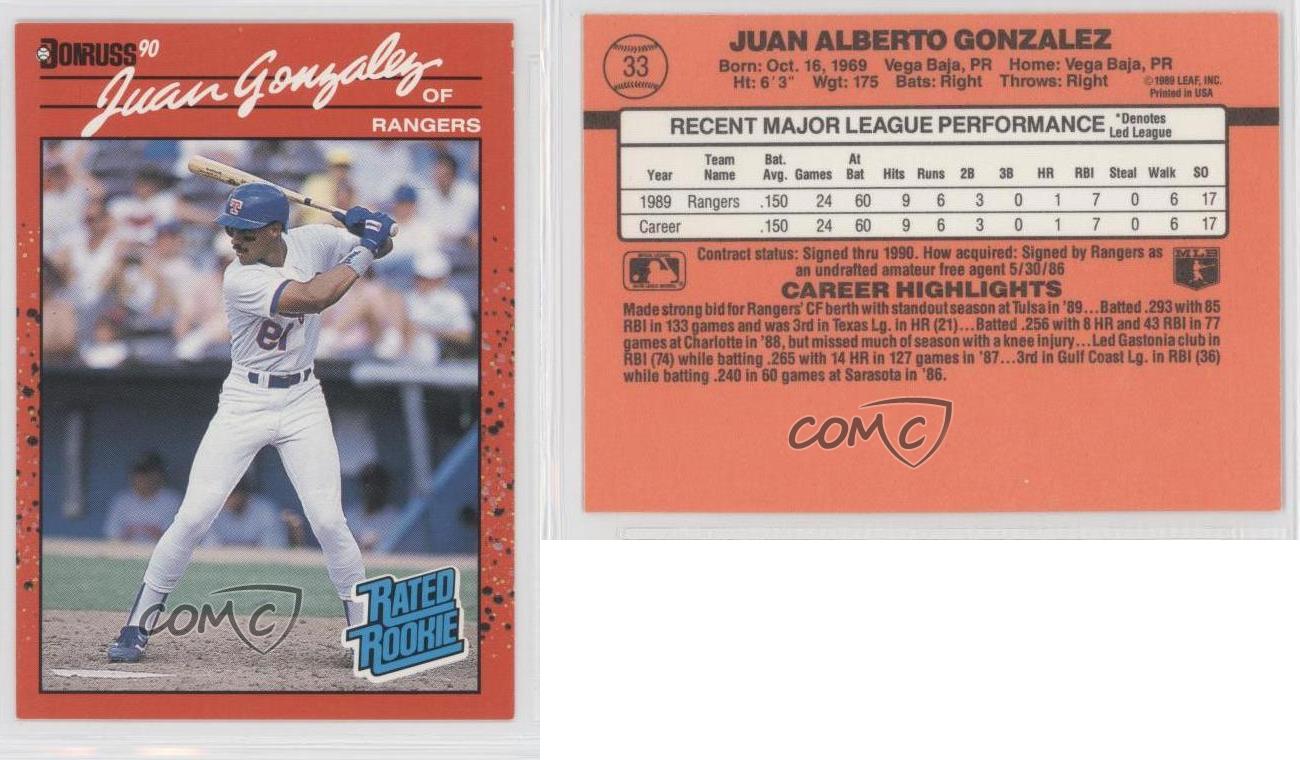 DONRUSS 90
Juan Gonzalez
OF
RANGERS
T
RATED
ROOKIE
COMC
33
JUAN ALBERTO GONZALEZ
Born: Oct. 16, 1969 Vega Baja, PR Home: Vega Baja, PR
Ht: 6' 3" Wgt: 175 Bats: Right Throws: Right
© 1989 LEAF, INC.
Printed in USA
RECENT MAJOR LEAGUE PERFORMANCE *Denotes
Led League
Year Team Name Bat. Avg. Games At Bat Hits Runs 2B 3B HR RBI Steal Walk SO
1989 Rangers .150 24 60 9 6 3 0 1 7 0 6 17
Career .150 24 60 9 6 3 0 1 7 0 6 17
Contract status: Signed thru 1990. How acquired: Signed by Rangers as
an undrafted amateur free agent 5/30/86
MLB
CAREER HIGHLIGHTS
Made strong bid for Rangers' CF berth with standout season at Tulsa in '89...Batted .293 with 85
RBI in 133 games and was 3rd in Texas Lg. in HR (21)...Batted .256 with 8 HR and 43 RBI in 77
games at Charlotte in '88, but missed much of season with a knee injury...Led Gastonia club in
RBI (74) while batting .265 with 14 HR in 127 games in '87...3rd in Gulf Coast Lg. in RBI (36)
while batting .240 in 60 games at Sarasota in '86.
COMC